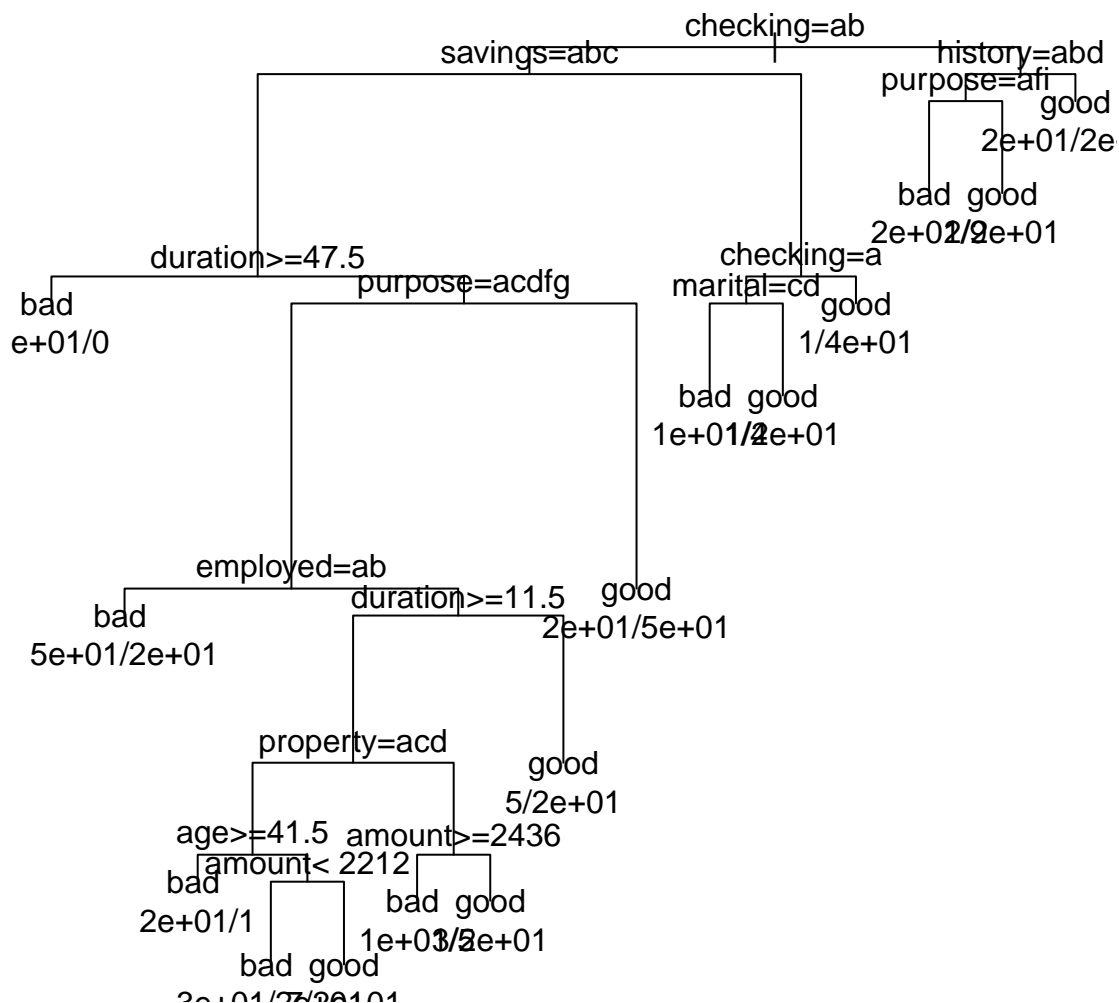 checking=ab
savings=abc
history=abd
purpose=afi
good
2e+01/2e
bad
good
duration>=47.5
checking=a
bad
purpose=acdfg
marital=cd
good
e+01/0
1/4e+01
bad
good
employed=ab
duration>=11.5
good
bad
2e+01/5e+01
5e+01/2e+01
property=acd
good
5/2e+01
age>=41.5
amount>=2436
amount< 2212
bad
2e+01/1
bad
good
bad
good